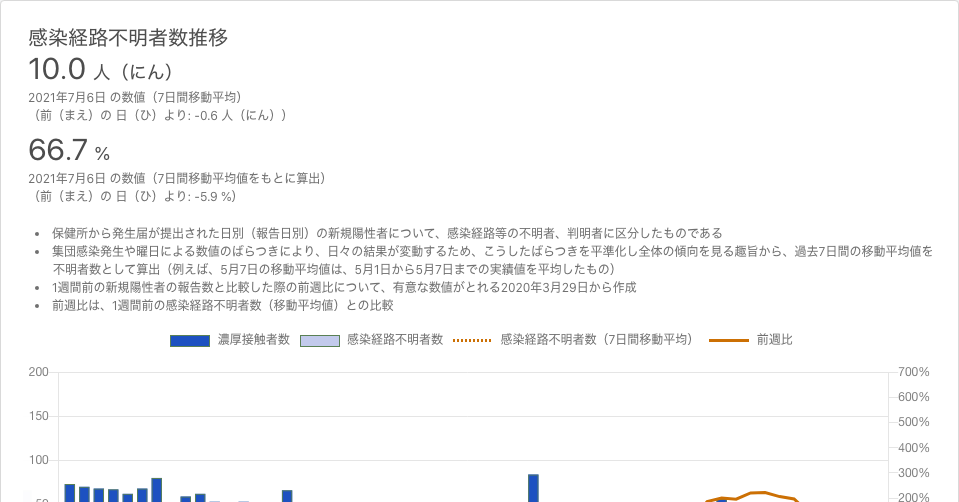 感染経路不明者数推移
10.0 人（にん）
2021年7月6日 の数値（7日間移動平均）
（前（まえ）の 日（ひ）より: -0.6 人（にん））
66.7 %
2021年7月6日 の数値（7日間移動平均値をもとに算出）
（前（まえ）の 日（ひ）より: -5.9 %）
• 保健所から発生届が提出された日別（報告日別）の新規陽性者について、感染経路等の不明者、判明者に区分したものである
• 集団感染発生や曜日による数値のばらつきにより、日々の結果が変動するため、こうしたばらつきを平準化し全体の傾向を見る趣旨から、過去7日間の移動平均値を
不明者数として算出（例えば、5月7日の移動平均値は、5月1日から5月7日までの実績値を平均したもの）
• 1週間前の新規陽性者の報告数と比較した際の前週比について、有意な数値がとれる2020年3月29日から作成
• 前週比は、1週間前の感染経路不明者数（移動平均値）との比較
濃厚接触者数 感染経路不明者数 感染経路不明者数（7日間移動平均） 前週比
200 700%
600%
150
500%
400%
100
300%
200%